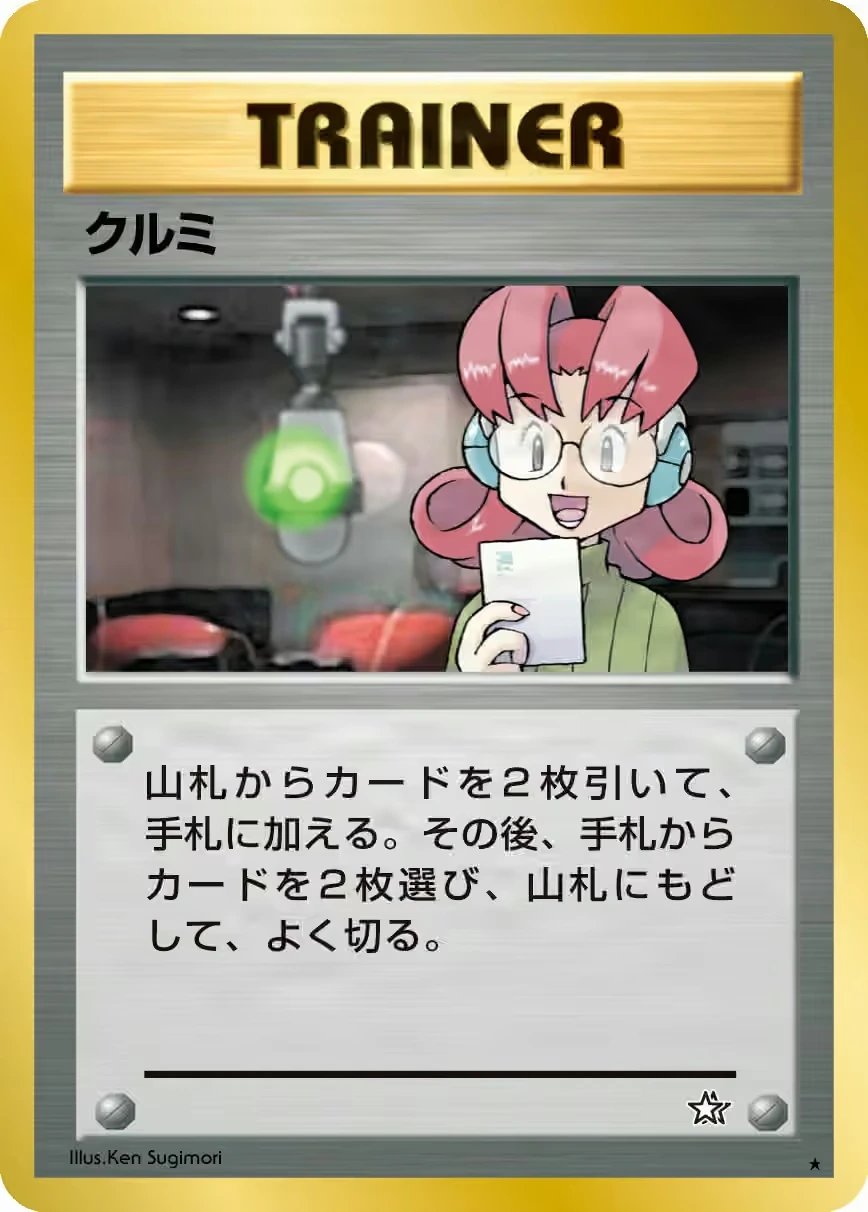 TRAINER
クルミ
山札からカードを2枚引いて、
手札に加える。その後、手札から
カードを2枚選び、山札にもど
して、よく切る。
Illus.Ken Sugimori
★